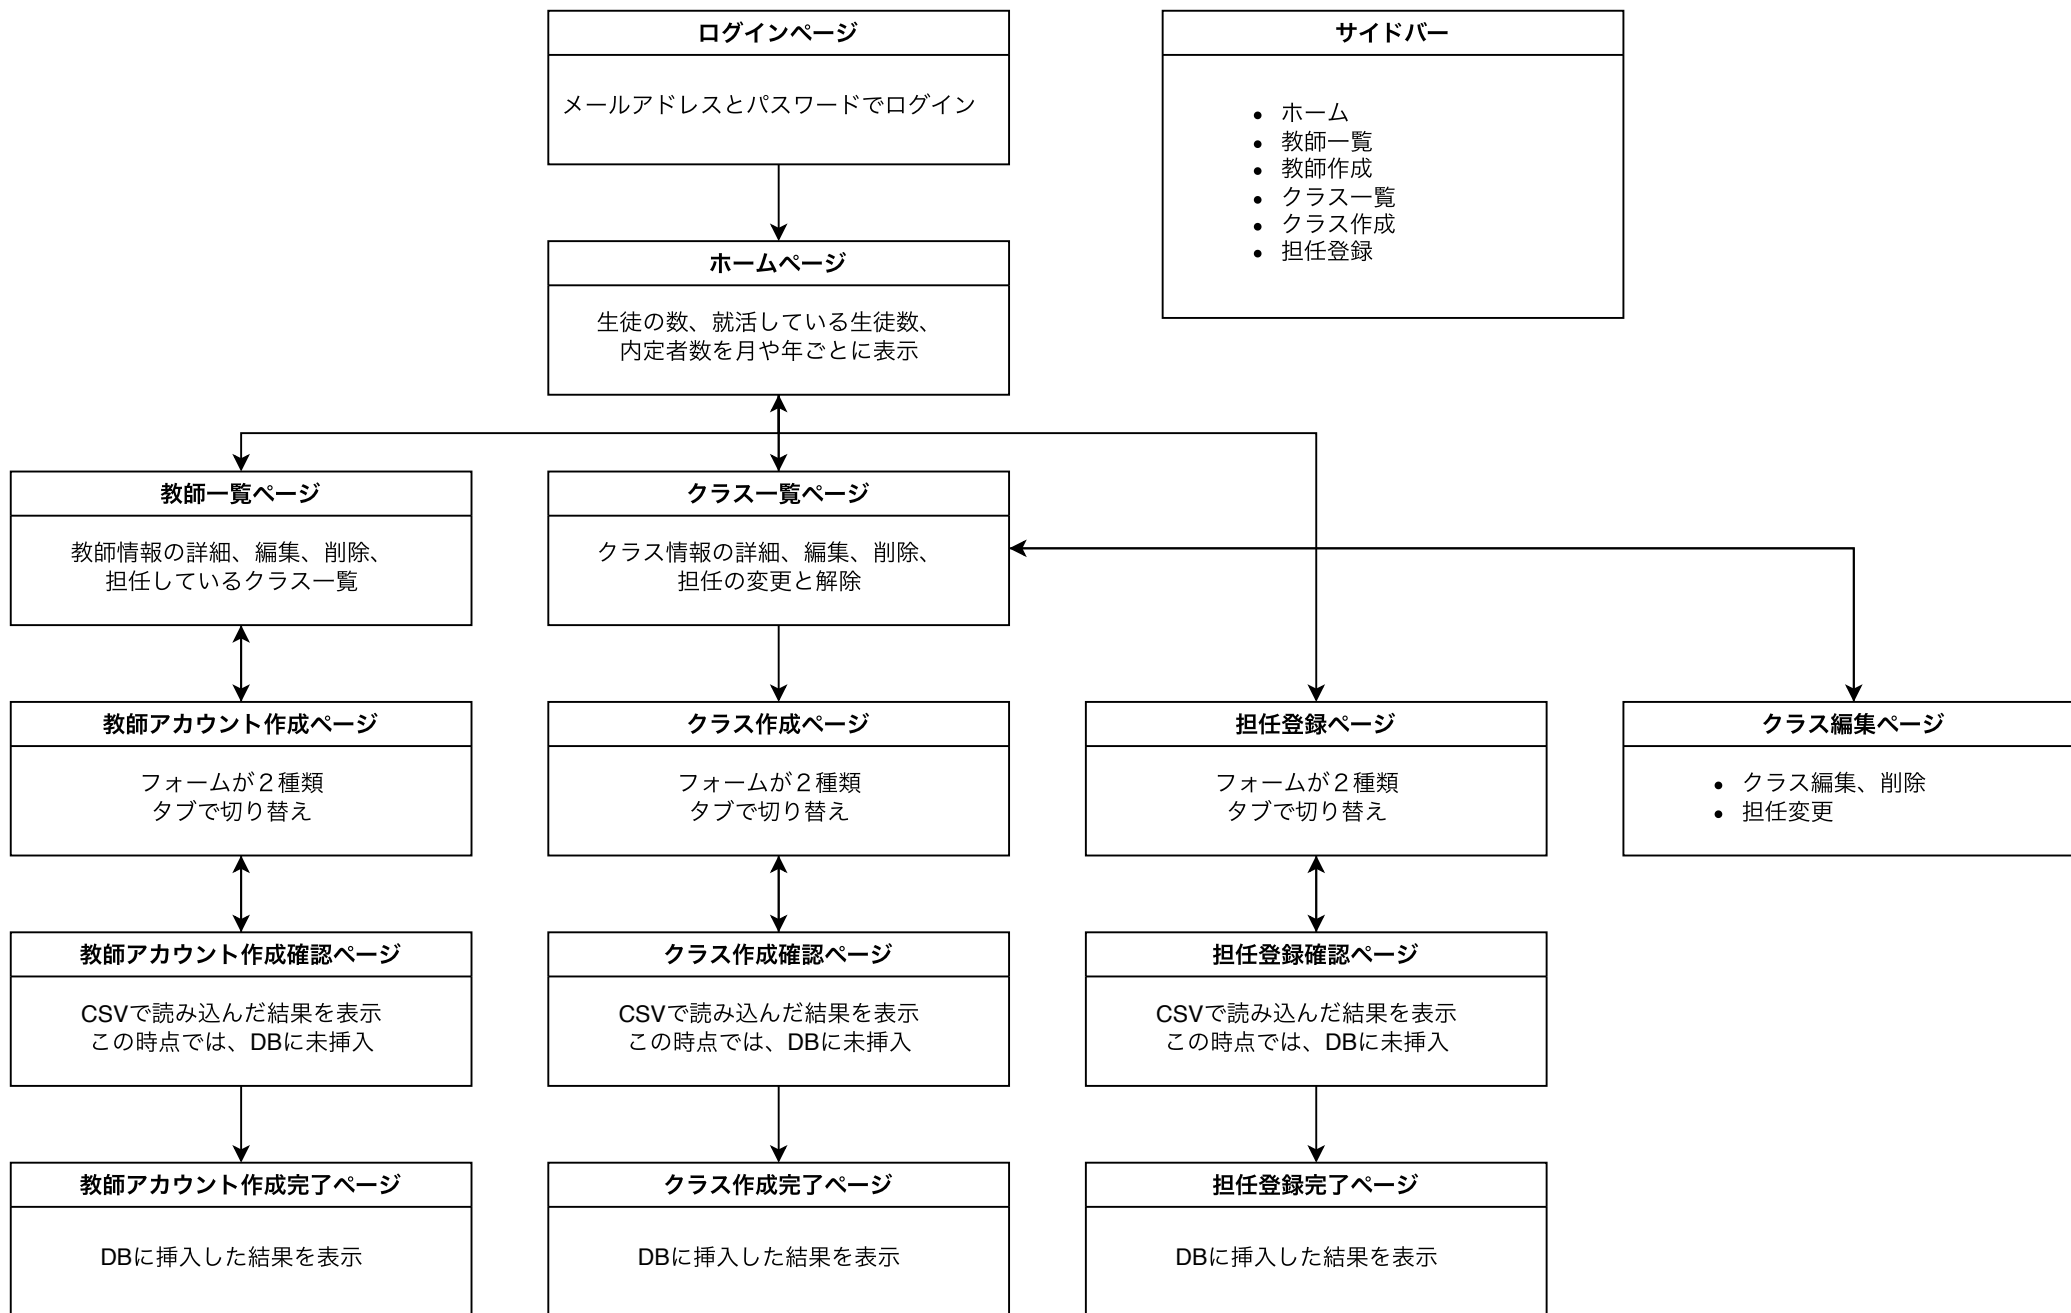 ログインページ
メールアドレスとパスワードでログイン
サイドバー
• ホーム
• 教師一覧
• 教師作成
• クラス一覧
• クラス作成
• 担任登録
ホームページ
生徒の数、就活している生徒数、
内定者数を月や年ごとに表示
教師一覧ページ
教師情報の詳細、編集、削除、
担任しているクラス一覧
クラス一覧ページ
クラス情報の詳細、編集、削除、
担任の変更と解除
教師アカウント作成ページ
フォームが２種類
タブで切り替え
クラス作成ページ
フォームが２種類
タブで切り替え
担任登録ページ
フォームが２種類
タブで切り替え
クラス編集ページ
• クラス編集、削除
• 担任変更
教師アカウント作成確認ページ
CSVで読み込んだ結果を表示
この時点では、DBに未挿入
クラス作成確認ページ
CSVで読み込んだ結果を表示
この時点では、DBに未挿入
担任登録確認ページ
CSVで読み込んだ結果を表示
この時点では、DBに未挿入
教師アカウント作成完了ページ
DBに挿入した結果を表示
クラス作成完了ページ
DBに挿入した結果を表示
担任登録完了ページ
DBに挿入した結果を表示